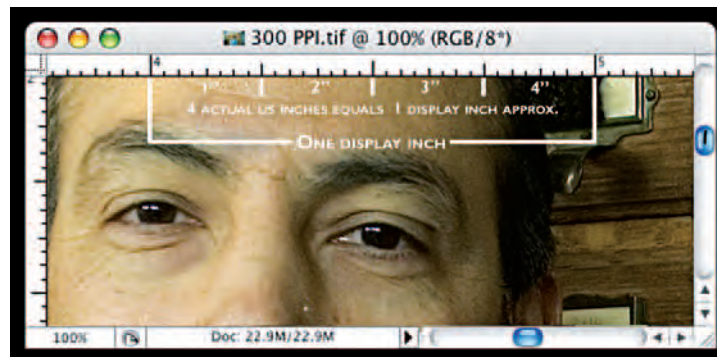 300 PPI.tif @ 100% (RGB/8*)
4 5
2
1" 2" 3" 4"
4 ACTUAL US INCHES EQUALS 1 DISPLAY INCH APPROX.
ONE DISPLAY INCH
100% Doc: 22.9M/22.9M